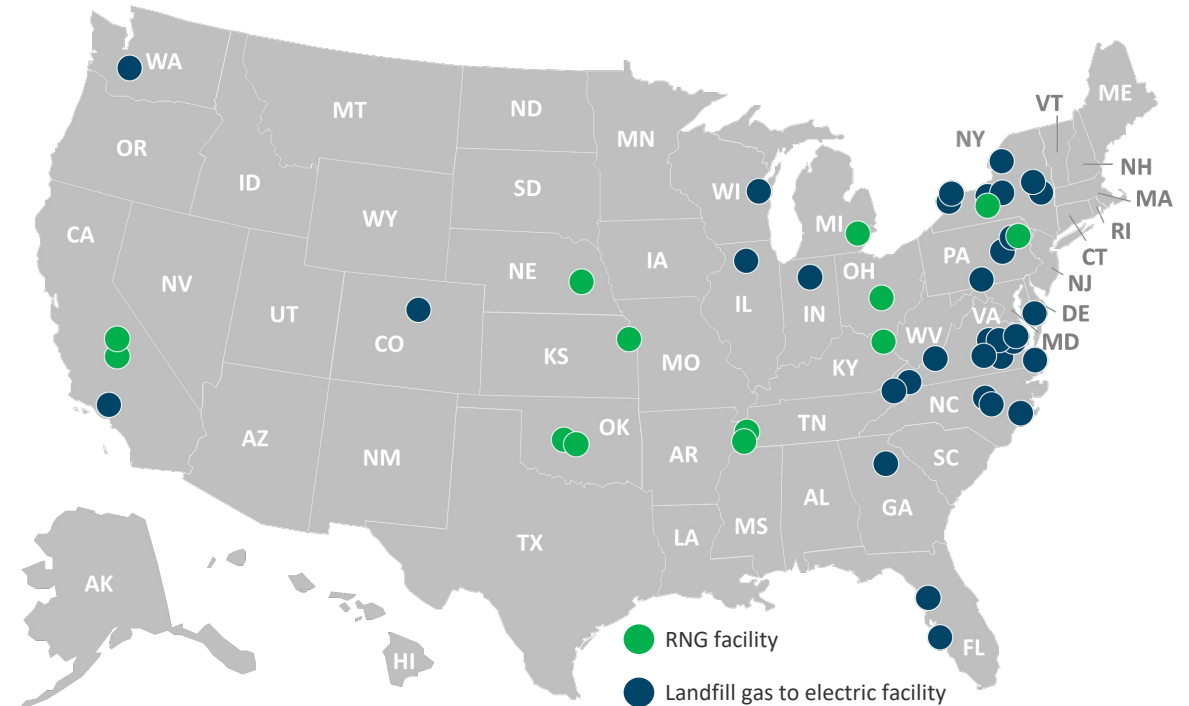 WA
MT
ND
MN
ME
VT
NY
NH
MA
RI
CT
NJ
DE
MD
OR
ID
SD
WI
MI
WY
CA
NV
UT
CO
NE
IA
IL
IN
OH
PA
WV
VA
KS
MO
KY
AZ
NM
OK
AR
TN
NC
SC
TX
LA
MS
AL
GA
FL
AK
HI
RNG facility
Landfill gas to electric facility